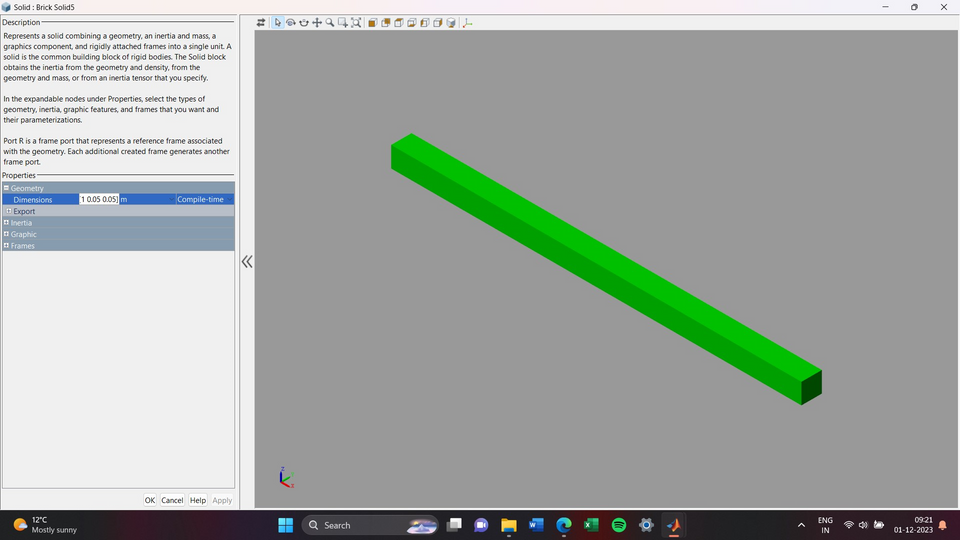 Solid : Brick Solid5
Description
Represents a solid combining a geometry, an inertia and mass, a
graphics component, and rigidly attached frames into a single unit. A
solid is the common building block of rigid bodies. The Solid block
obtains the inertia from the geometry and density, from the
geometry and mass, or from an inertia tensor that you specify.
In the expandable nodes under Properties, select the types of
geometry, inertia, graphic features, and frames that you want and
their parameterizations.
Port R is a frame port that represents a reference frame associated
with the geometry. Each additional created frame generates another
frame port.
Properties
Geometry
Dimensions 1 0.05 0.05] m Compile-time
Export
Inertia
Graphic
Frames
OK Cancel Help Apply
z
x
12°C
Mostly sunny
Search
ENG
IN
09:21
01-12-2023